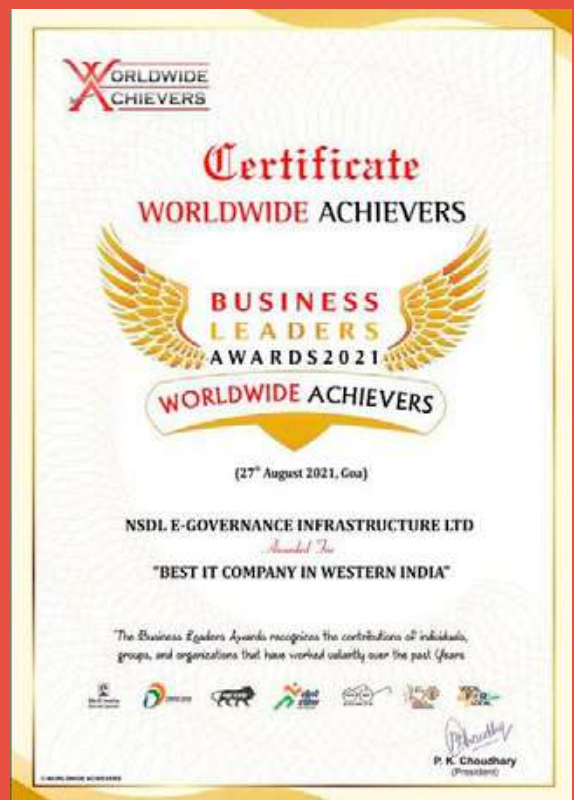 WORLDWIDE
ACHIEVERS
Certificate
WORLDWIDE ACHIEVERS
BUSINESS
LEADERS
AWARDS2021
WORLDWIDE ACHIEVERS
(27th August 2021, Goa)
NSDL E-GOVERNANCE INFRASTRUCTURE LTD
Awarded For
"BEST IT COMPANY IN WESTERN INDIA"
"The Business Leaders Awards recognizes the contributions of individuals,
groups, and organizations that have worked valiantly over the past Years
P. K. Choudhary
(President)
© WORLDWIDE ACHIEVERS